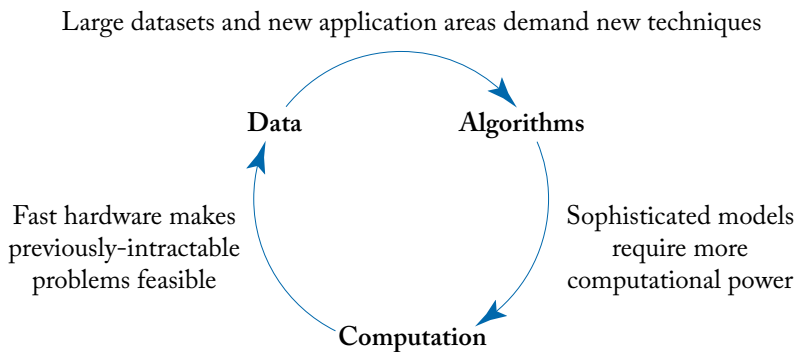 Large datasets and new application areas demand new techniques
Data
Algorithms
Fast hardware makes
previously-intractable
problems feasible
Sophisticated models
require more
computational power
Computation